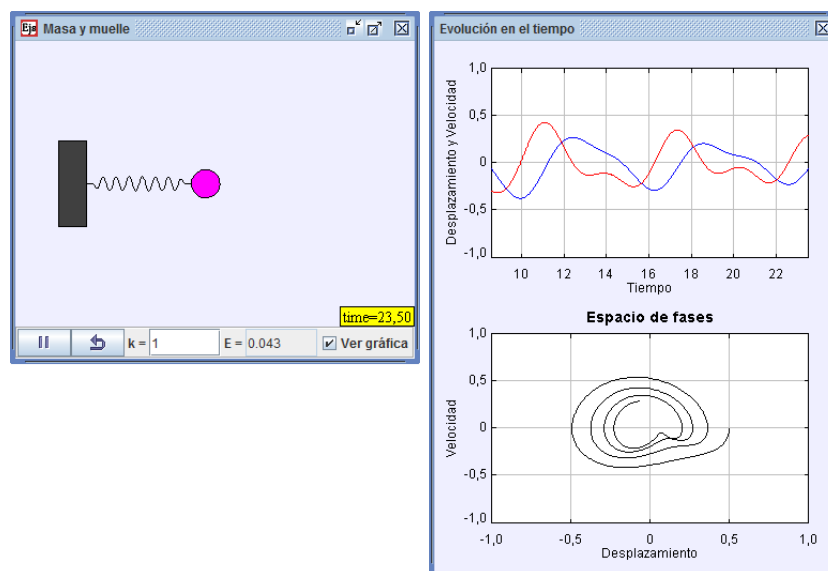 Ejs Masa y muelle
time=23,50
k = 1 E = 0.043 Ver gráfica
Evolución en el tiempo
Desplazamiento y Velocidad
1,0
0,5
0
-0,5
-1,0
10 12 14 16 18 20 22
Tiempo
Espacio de fases
Velocidad
1,0
0,5
0
-0,5
-1,0
-1,0 -0,5 0 0,5 1,0
Desplazamiento